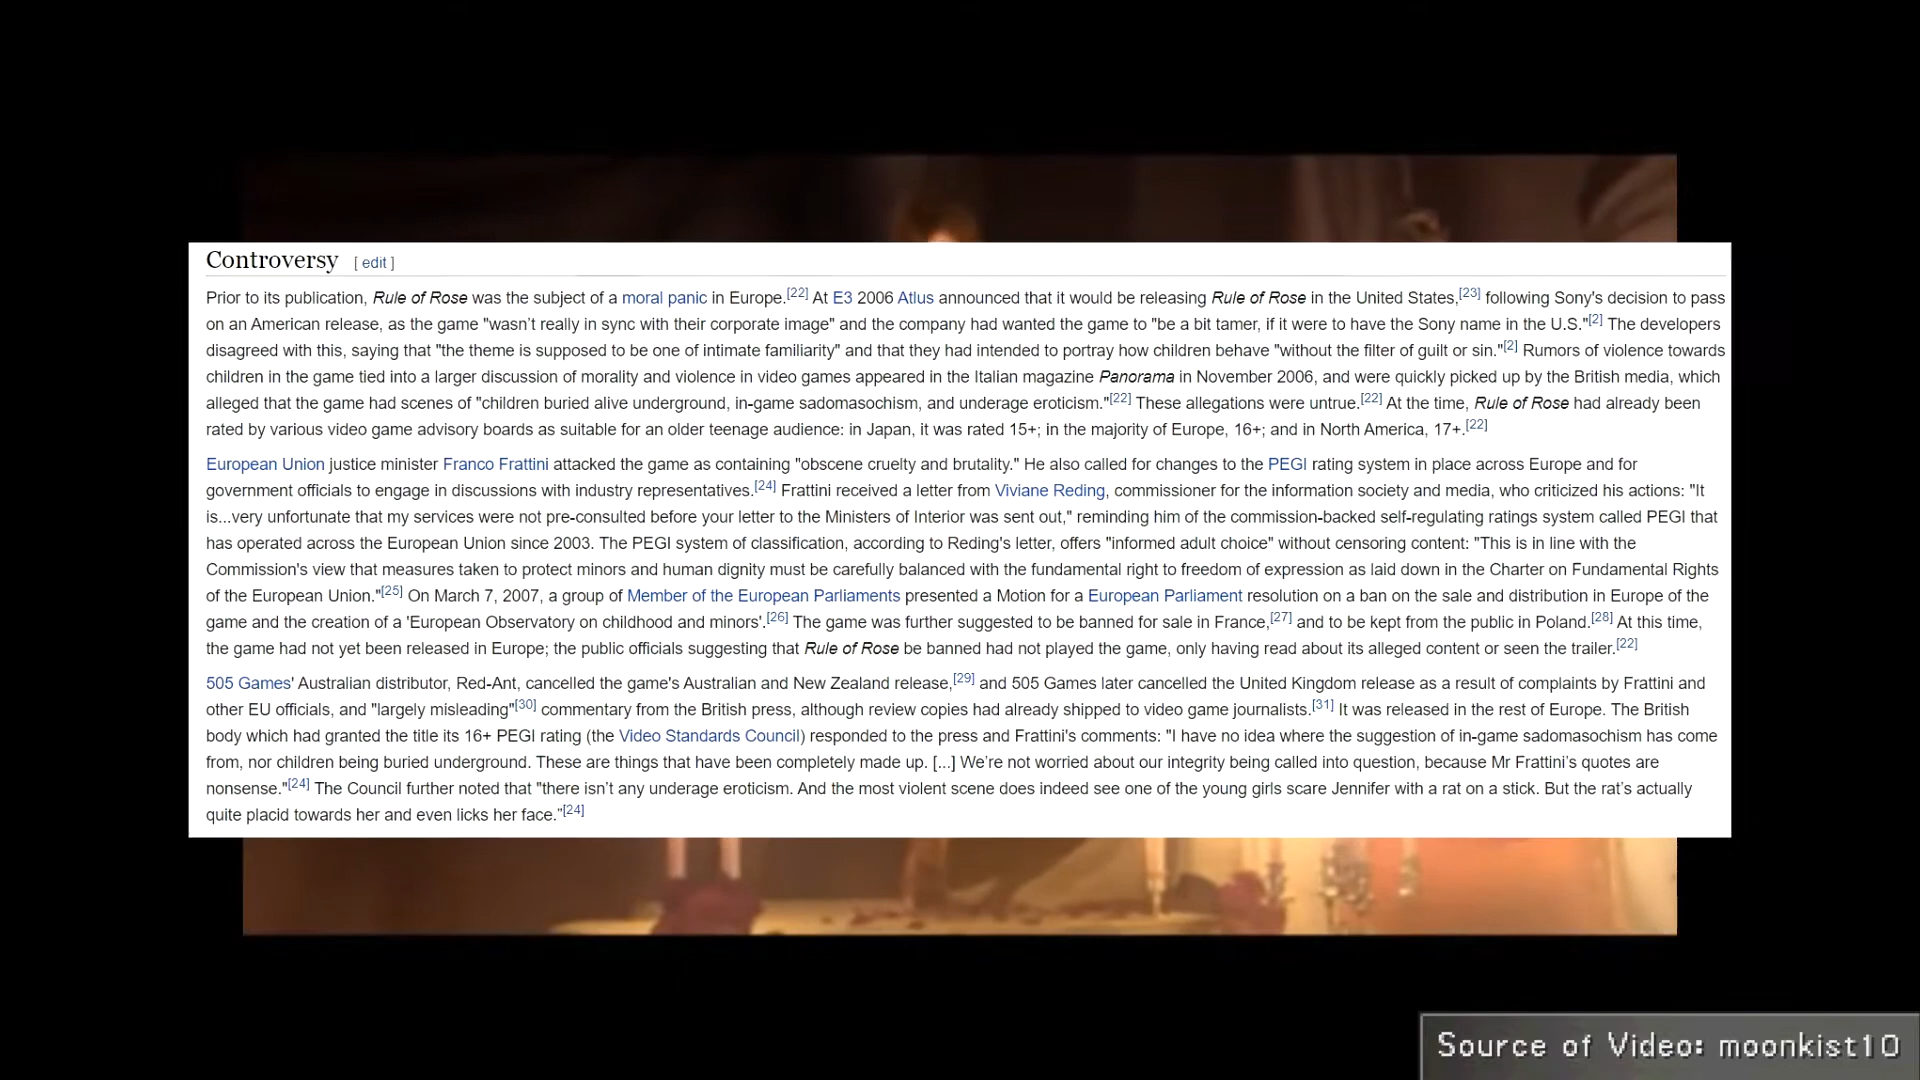 Controversy [ edit ]
Prior to its publication, Rule of Rose was the subject of a moral panic in Europe.[22] At E3 2006 Atlus announced that it would be releasing Rule of Rose in the United States,[23] following Sony's decision to pass
on an American release, as the game "wasn't really in sync with their corporate image" and the company had wanted the game to "be a bit tamer, if it were to have the Sony name in the U.S."[2] The developers
disagreed with this, saying that "the theme is supposed to be one of intimate familiarity" and that they had intended to portray how children behave "without the filter of guilt or sin."[2] Rumors of violence towards
children in the game tied into a larger discussion of morality and violence in video games appeared in the Italian magazine Panorama in November 2006, and were quickly picked up by the British media, which
alleged that the game had scenes of "children buried alive underground, in-game sadomasochism, and underage eroticism."[22] These allegations were untrue.[22] At the time, Rule of Rose had already been
rated by various video game advisory boards as suitable for an older teenage audience: in Japan, it was rated 15+; in the majority of Europe, 16+; and in North America, 17+.[22]
European Union justice minister Franco Frattini attacked the game as containing "obscene cruelty and brutality." He also called for changes to the PEGI rating system in place across Europe and for
government officials to engage in discussions with industry representatives.[24] Frattini received a letter from Viviane Reding, commissioner for the information society and media, who criticized his actions: "It
is...very unfortunate that my services were not pre-consulted before your letter to the Ministers of Interior was sent out," reminding him of the commission-backed self-regulating ratings system called PEGI that
has operated across the European Union since 2003. The PEGI system of classification, according to Reding's letter, offers "informed adult choice" without censoring content: "This is in line with the
Commission's view that measures taken to protect minors and human dignity must be carefully balanced with the fundamental right to freedom of expression as laid down in the Charter on Fundamental Rights
of the European Union."[25] On March 7, 2007, a group of Member of the European Parliaments presented a Motion for a European Parliament resolution on a ban on the sale and distribution in Europe of the
game and the creation of a 'European Observatory on childhood and minors'.[26] The game was further suggested to be banned for sale in France,[27] and to be kept from the public in Poland.[28] At this time,
the game had not yet been released in Europe; the public officials suggesting that Rule of Rose be banned had not played the game, only having read about its alleged content or seen the trailer.[22]
505 Games' Australian distributor, Red-Ant, cancelled the game's Australian and New Zealand release,[29] and 505 Games later cancelled the United Kingdom release as a result of complaints by Frattini and
other EU officials, and "largely misleading"[30] commentary from the British press, although review copies had already shipped to video game journalists.[31] It was released in the rest of Europe. The British
body which had granted the title its 16+ PEGI rating (the Video Standards Council) responded to the press and Frattini's comments: "I have no idea where the suggestion of in-game sadomasochism has come
from, nor children being buried underground. These are things that have been completely made up. [...] We're not worried about our integrity being called into question, because Mr Frattini's quotes are
nonsense."[24] The Council further noted that "there isn't any underage eroticism. And the most violent scene does indeed see one of the young girls scare Jennifer with a rat on a stick. But the rat's actually
quite placid towards her and even licks her face."[24]
Source of Video: moonkist10